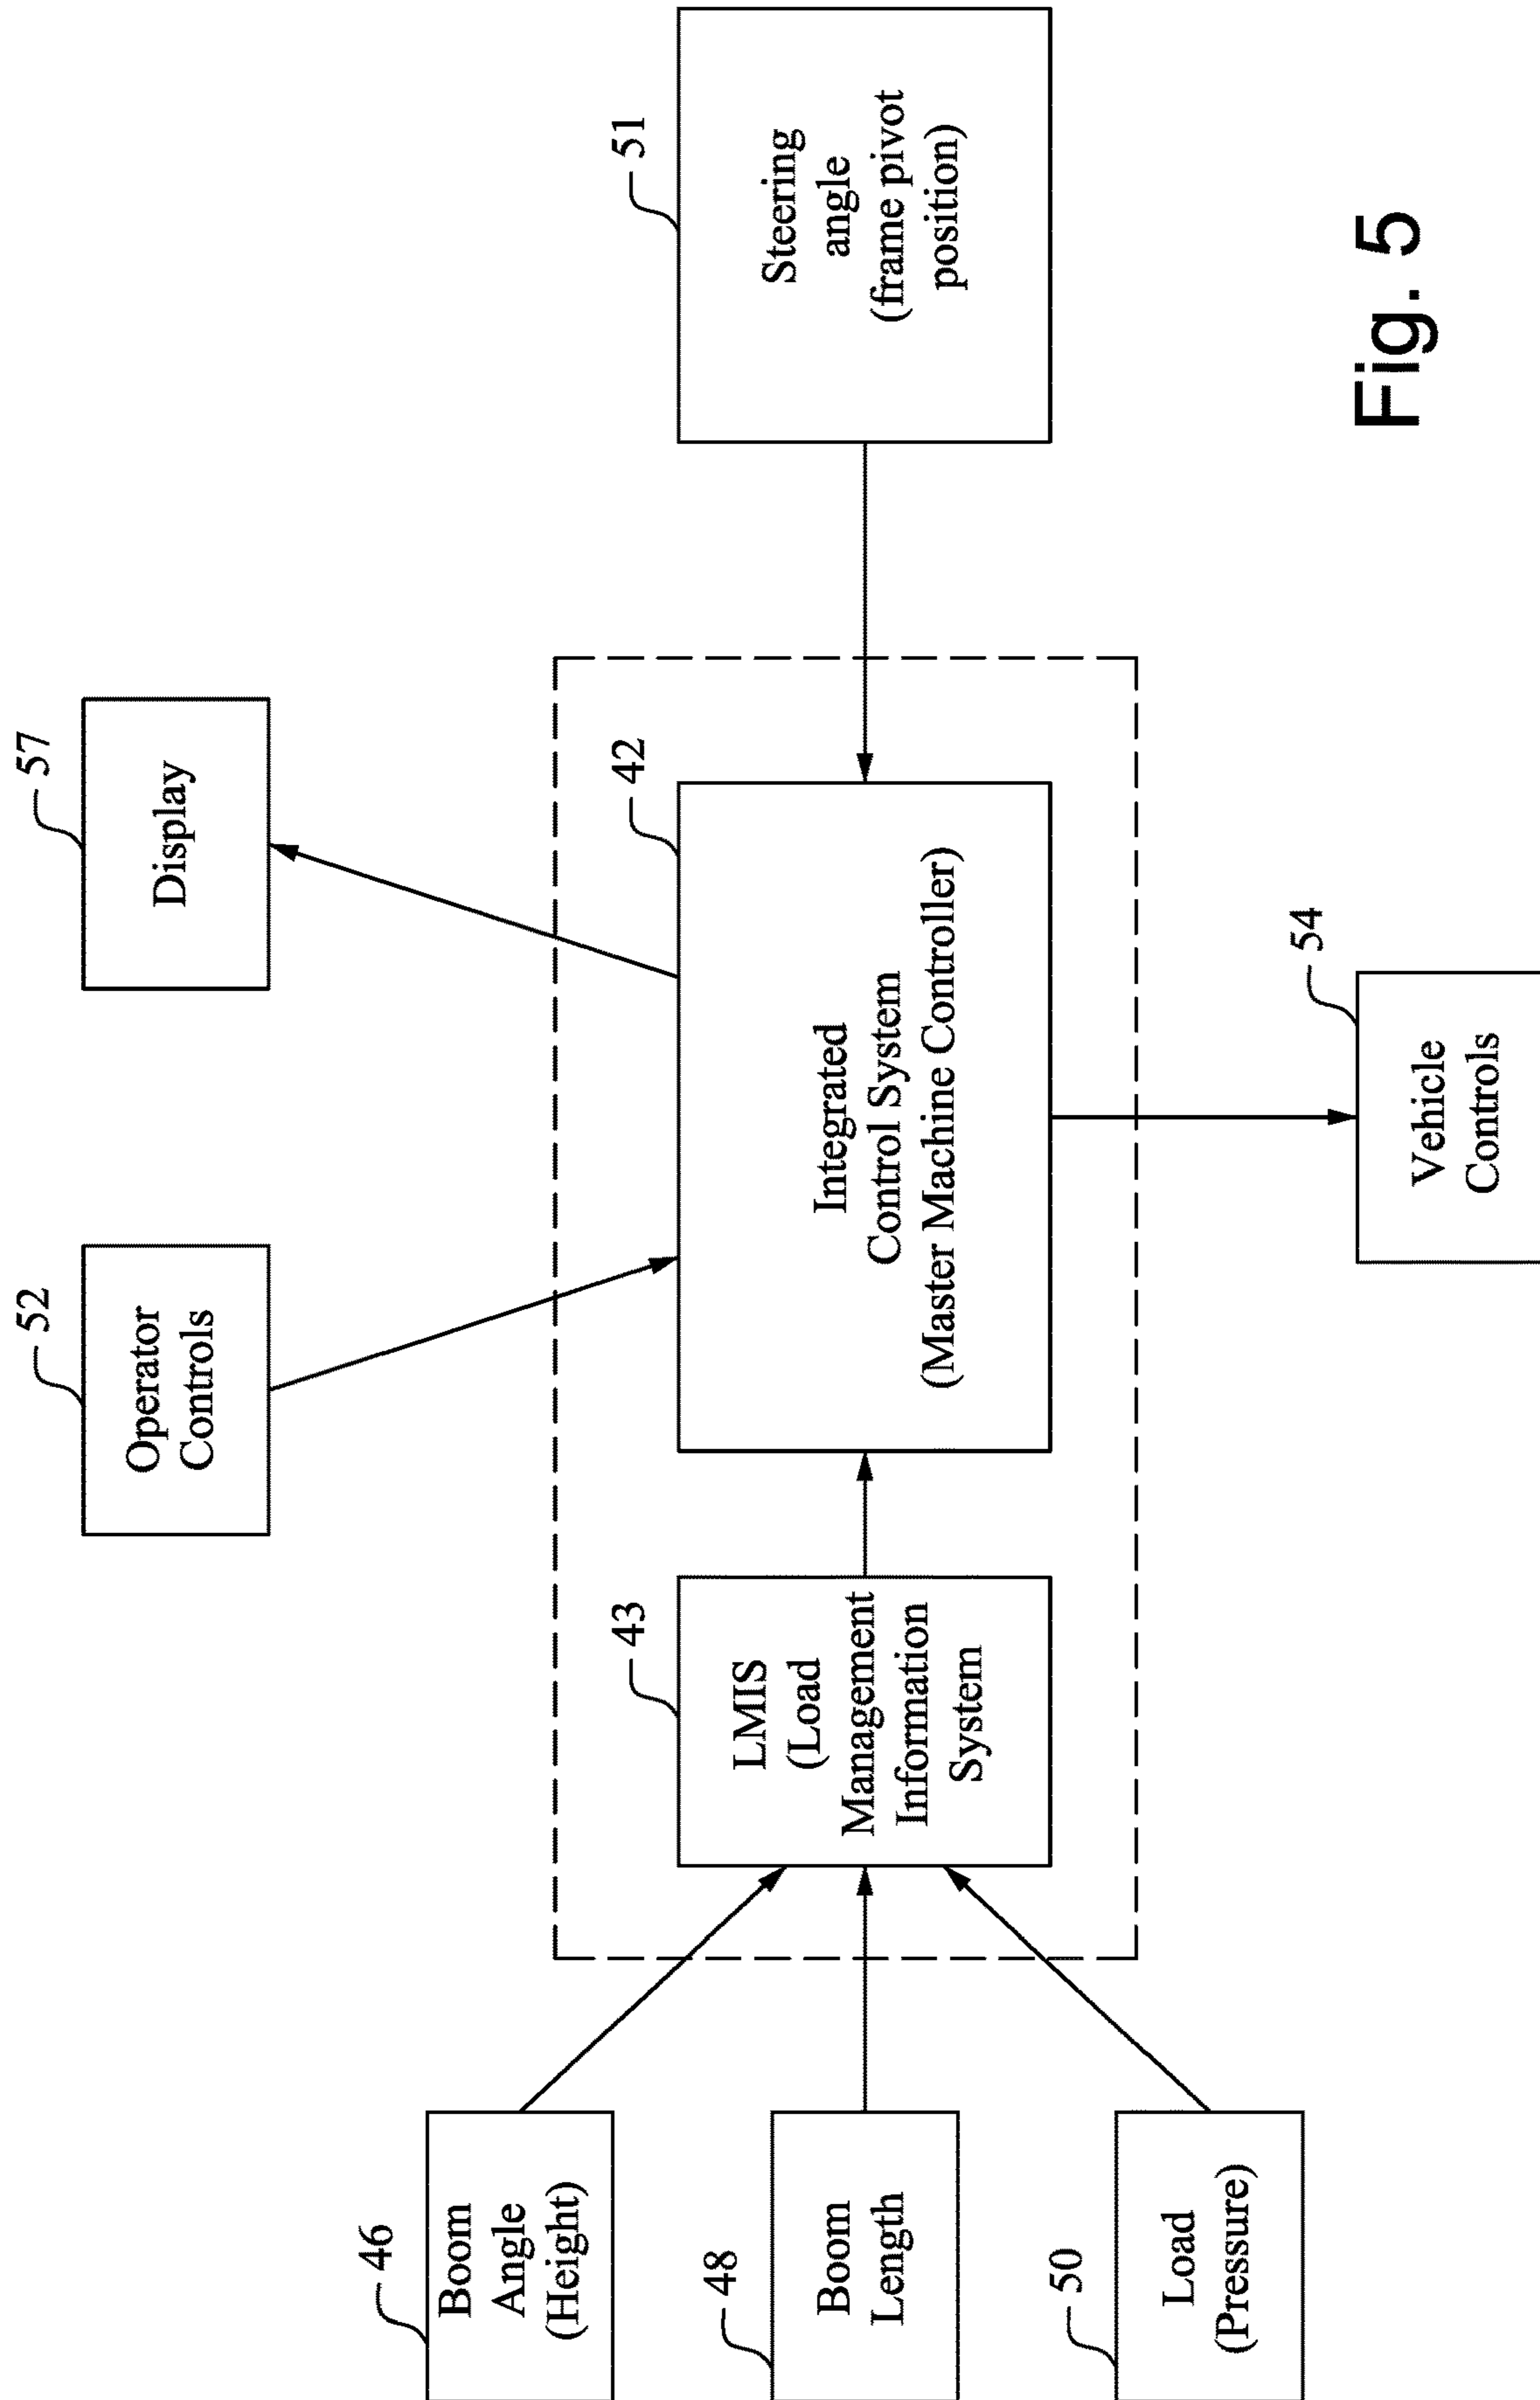 52
Operator
Controls
57
Display
46
Boom
Angle
(Height)
48
Boom
Length
50
Load
(Pressure)
43
LMIS
(Load
Management
Information
System
42
Integrated
Control System
(Master Machine Controller)
51
Steering
angle
(frame pivot
position)
54
Vehicle
Controls
Fig. 5